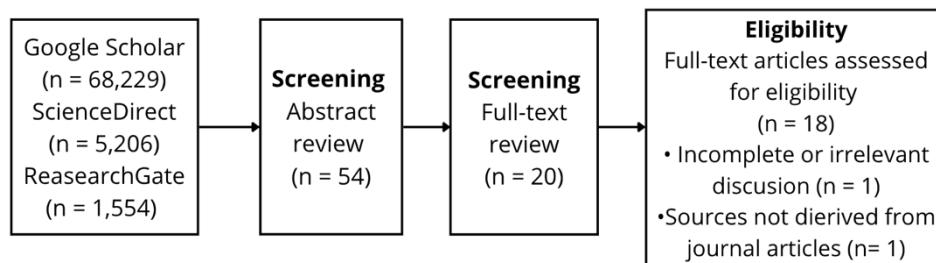 Google Scholar
(n = 68,229)
ScienceDirect
(n = 5,206)
ReasearchGate
(n = 1,554)
Screening
Abstract
review
(n = 54)
Screening
Full-text
review
(n = 20)
Eligibility
Full-text articles assessed
for eligibility
(n = 18)
• Incomplete or irrelevant
discusion (n = 1)
•Sources not dierived from
journal articles (n= 1)